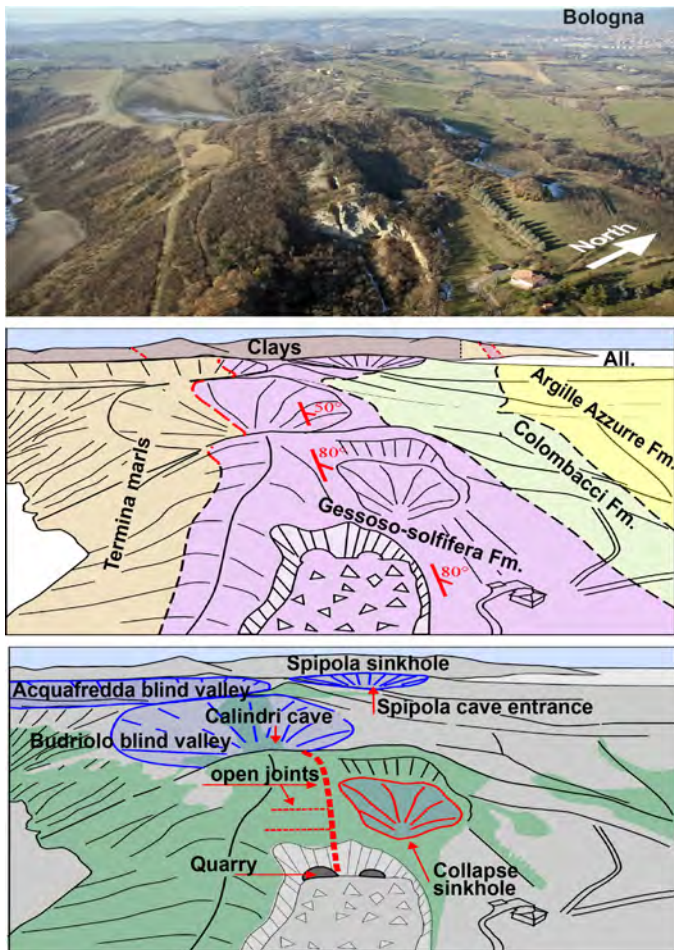 Bologna
North
Clays
All.
50°
Argille Azzurre Fm.
80°
Colombacci Fm.
Termina marls
Gessoso-solfifera Fm.
80°
Spipola sinkhole
Acquafredda blind valley
Spipola cave entrance
Calindri cave
Budriolo blind valley
open joints
Quarry
Collapse
sinkhole